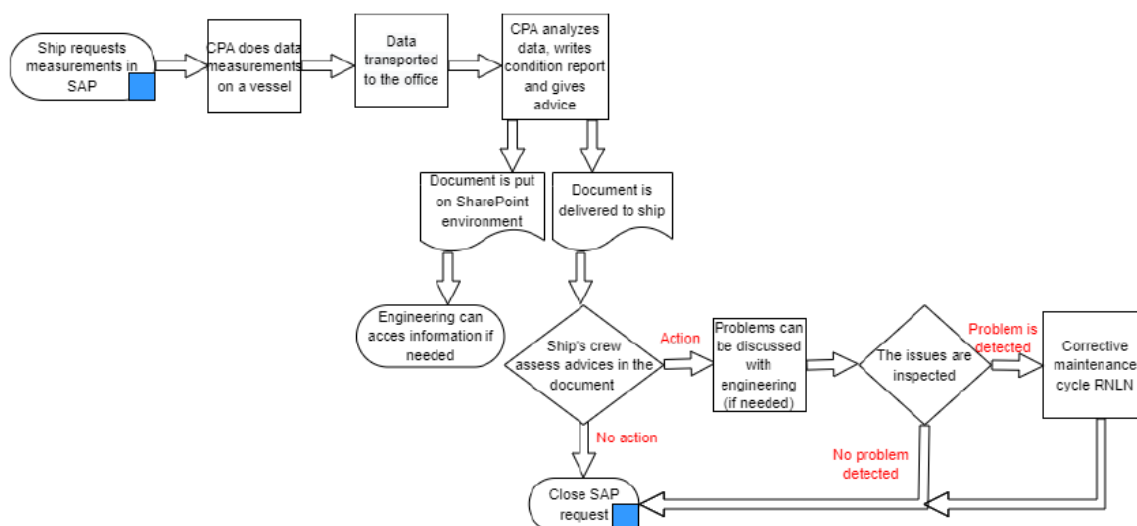 Ship requests
measurements in
SAP
CPA does data
measurements
on a vessel
Data
transported
to the office
CPA analyzes
data, writes
condition report
and gives
advice
Document is put
on SharePoint
environment
Document is
delivered to ship
Engineering can
acces information if
needed
Ship's crew
assess advices in the
document
Action
Problems can
be discussed
with
engineering
(if needed)
The issues are
inspected
Problem is
detected
Corrective
maintenance
cycle RNLN
No action
No problem
detected
Close SAP
request